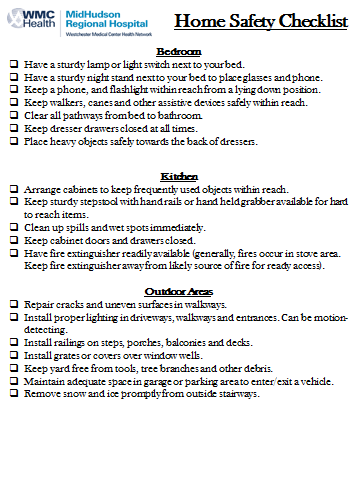 WMC Health
MidHudson Regional Hospital
Westchester Medical Center Health Network
Home Safety Checklist
Bedroom
Have a sturdy lamp or light switch next to your bed.
Have a sturdy night stand next to your bed to place glasses and phone.
Keep a phone, and flashlight within reach from a lying down position.
Keep walkers, canes and other assistive devices safely within reach.
Clear all pathways from bed to bathroom.
Keep dresser drawers closed at all times.
Place heavy objects safely towards the back of dressers.
Kitchen
Arrange cabinets to keep frequently used objects within reach.
Keep sturdy stepstool with hand rails or hand held grabber available for hard
to reach items.
Clean up spills and wet spots immediately.
Keep cabinet doors and drawers closed.
Have fire extinguisher readily available (generally, fires occur in stove area.
Keep fire extinguisher away from likely source of fire for ready access).
Outdoor Areas
Repair cracks and uneven surfaces in walkways.
Install proper lighting in driveways, walkways and entrances. Can be motion-
detecting.
Install railings on steps, porches, balconies and decks.
Install grates or covers over window wells.
Keep yard free from tools, tree branches and other debris.
Maintain adequate space in garage or parking area to enter/exit a vehicle.
Remove snow and ice promptly from outside stairways.